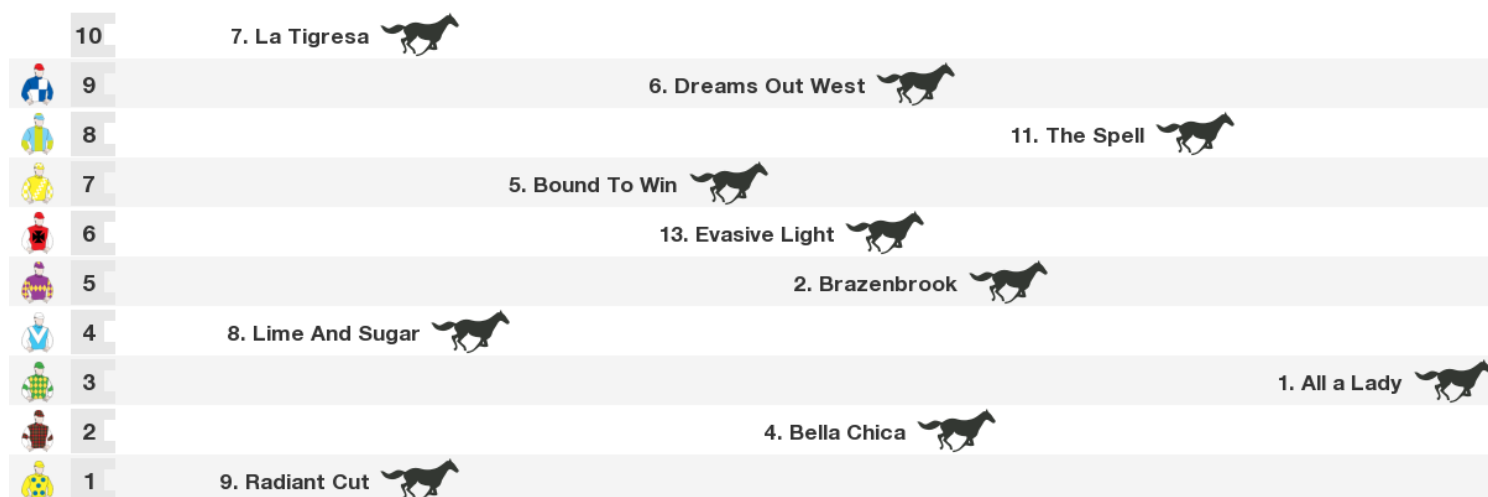 10 7. La Tigresa
9 6. Dreams Out West
8 11. The Spell
7 5. Bound To Win
6 13. Evasive Light
5 2. Brazenbrook
4 8. Lime And Sugar
3 1. All a Lady
2 4. Bella Chica
1 9. Radiant Cut